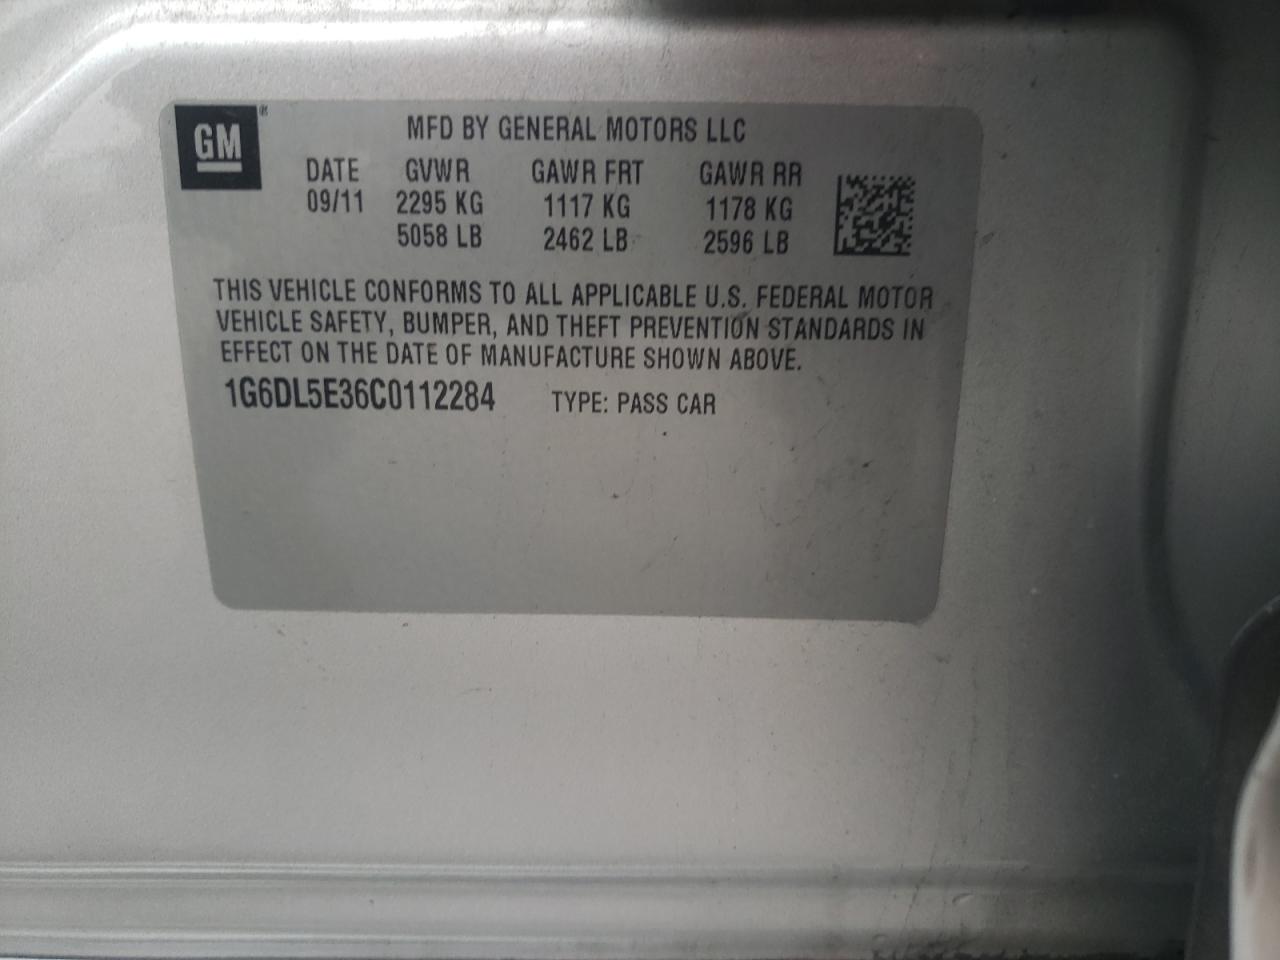 GM®
MFD BY GENERAL MOTORS LLC
DATE GVWR GAWR FRT GAWR RR
09/11 2295 KG 1117 KG 1178 KG
5058 LB 2462 LB 2596 LB
THIS VEHICLE CONFORMS TO ALL APPLICABLE U.S. FEDERAL MOTOR
VEHICLE SAFETY, BUMPER, AND THEFT PREVENTION STANDARDS IN
EFFECT ON THE DATE OF MANUFACTURE SHOWN ABOVE.
1G6DL5E36C0112284 TYPE: PASS CAR